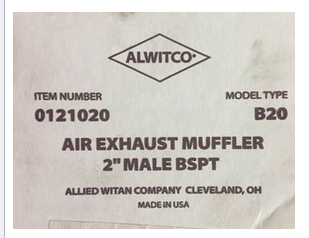 ALWITCO
ITEM NUMBER MODEL TYPE
0121020 B20
AIR EXHAUST MUFFLER
2" MALE BSPT
ALLIED WITAN COMPANY CLEVELAND, OH
MADE IN USA